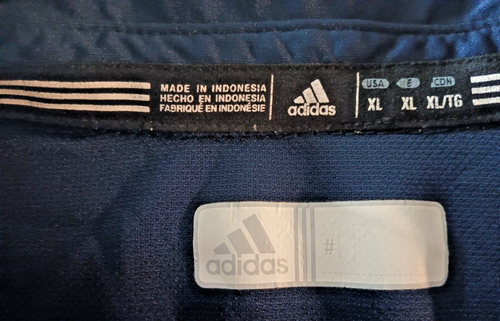 MADE IN INDONESIA
HECHO EN INDONESIA
FABRIQUÉ EN INDONÉSIE
adidas
USA E CDN
XL XL XL/TG
adidas
#